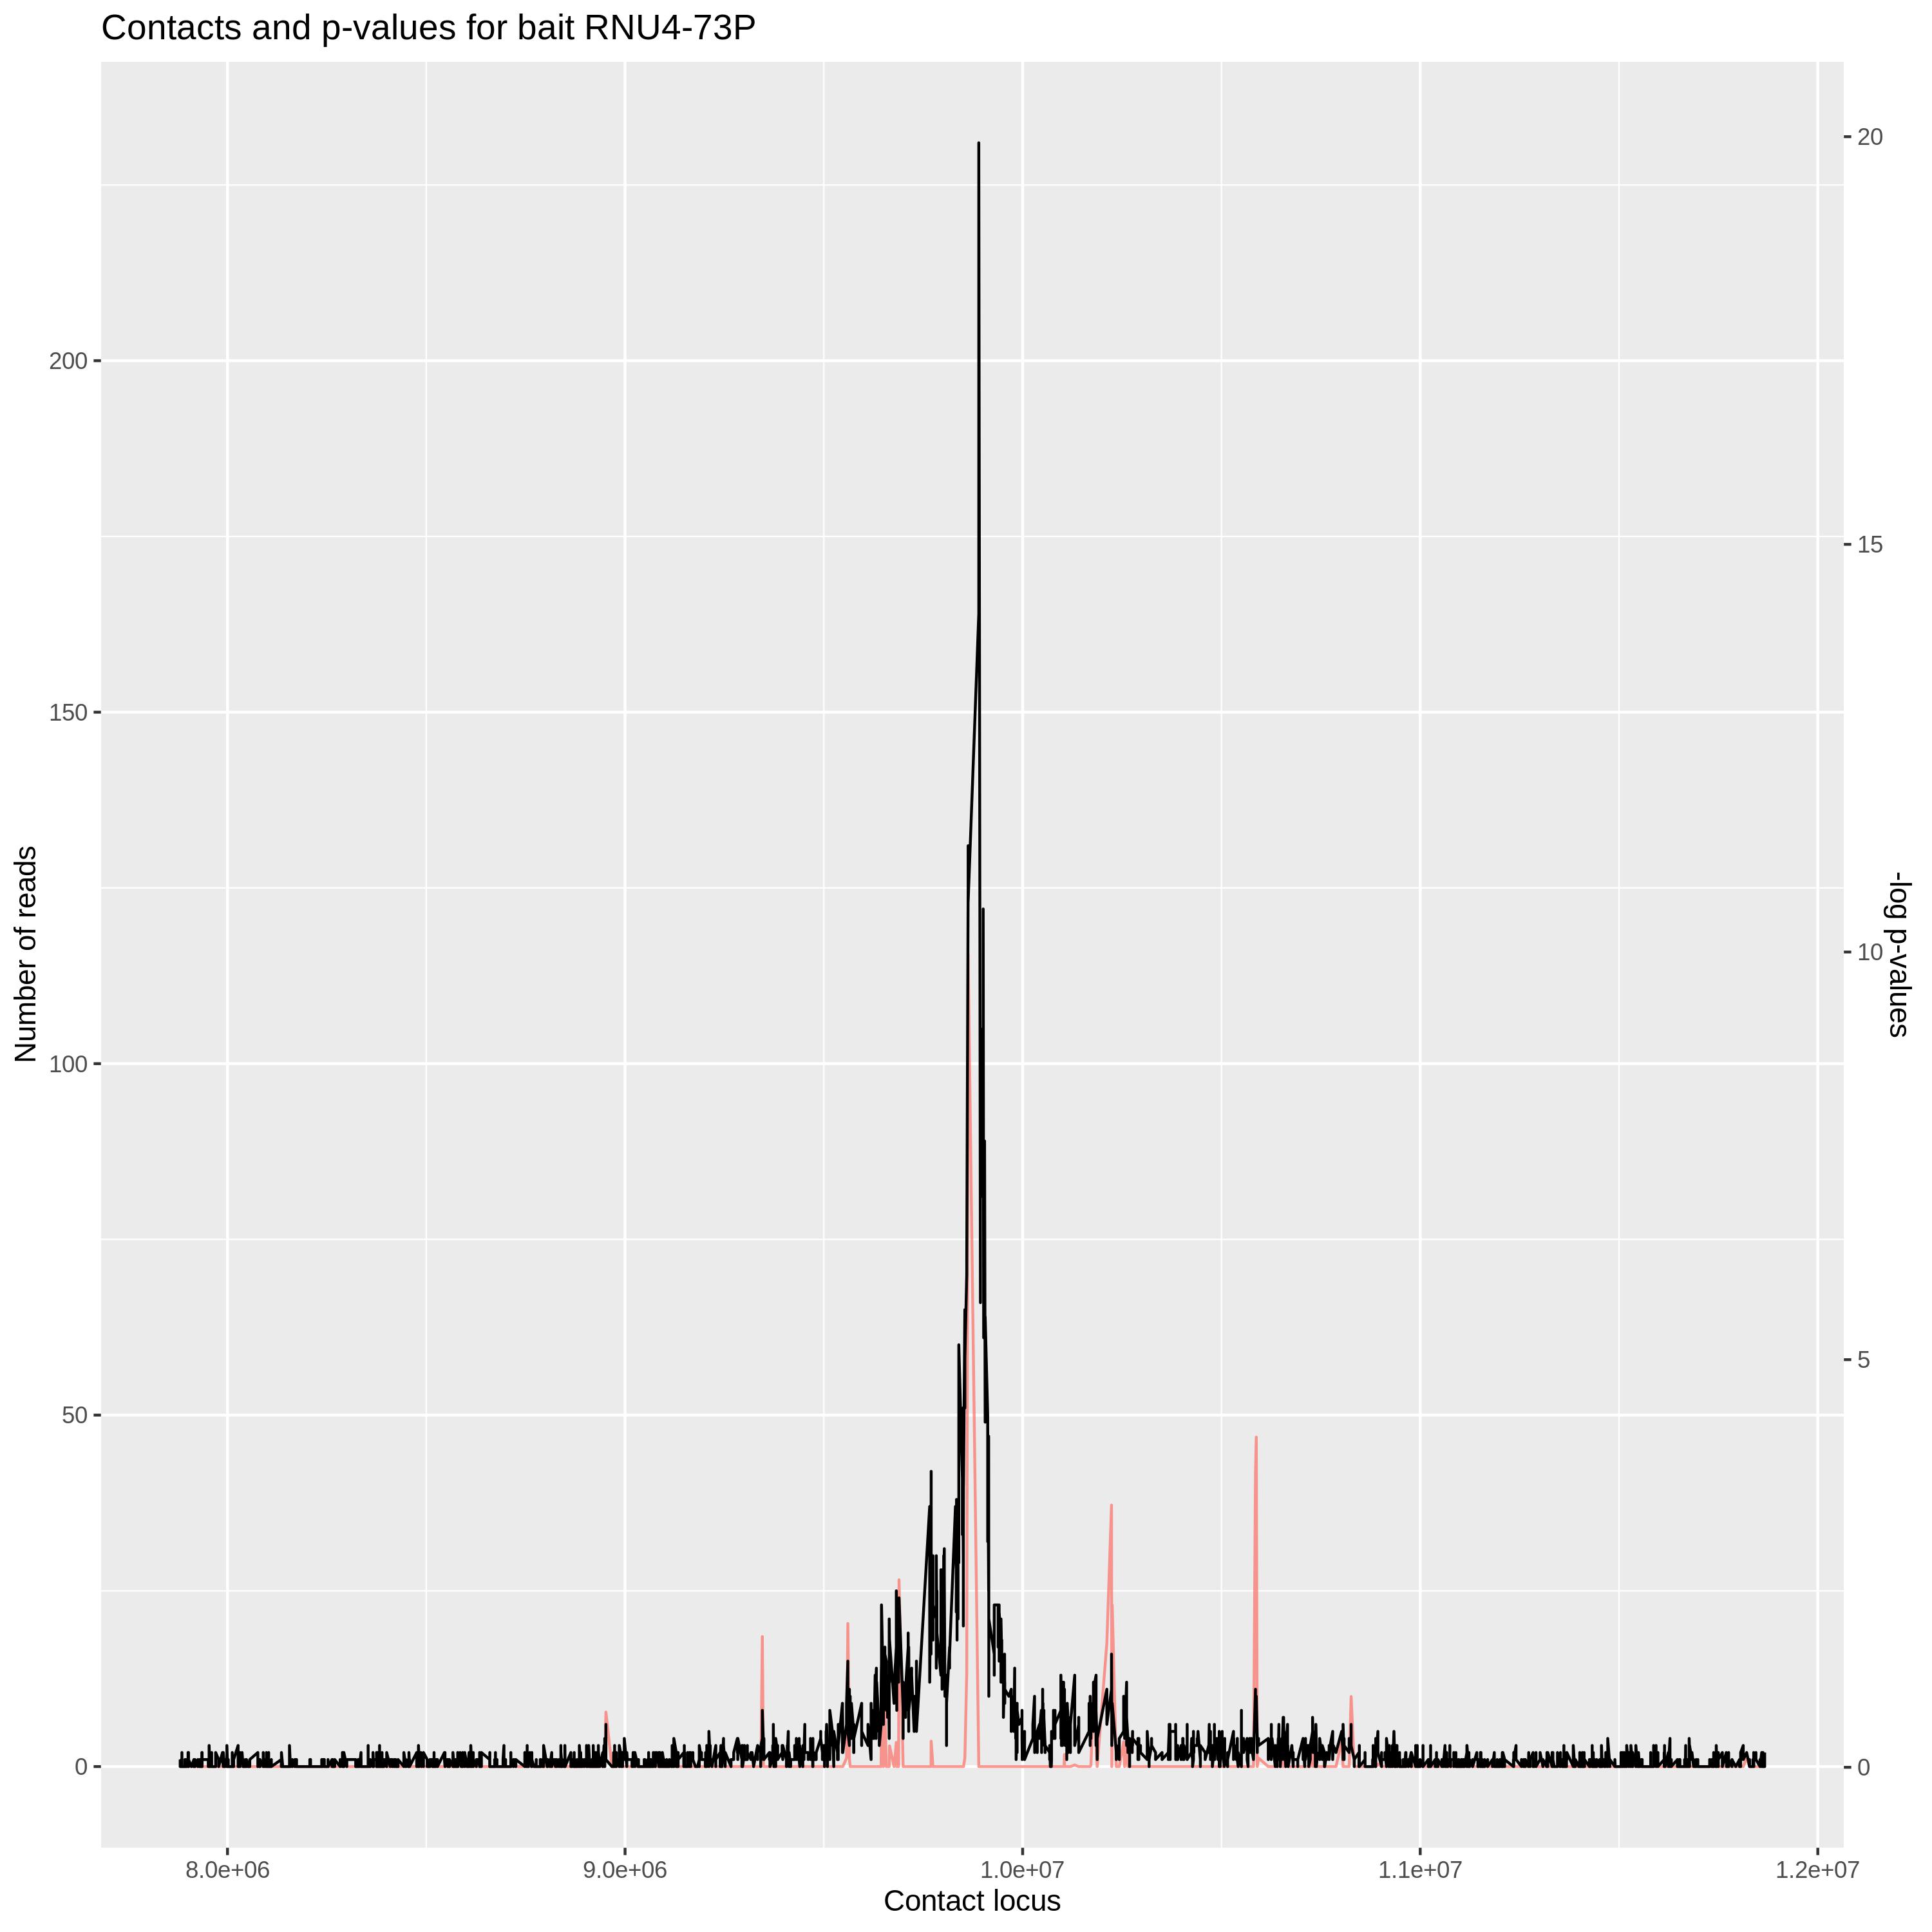 Contacts and p-values for bait RNU4-73P
Number of reads
200
150
100
50
0
20
15
10
5
0
-log p-values
8.0e+06 9.0e+06 1.0e+07 1.1e+07 1.2e+07
Contact locus